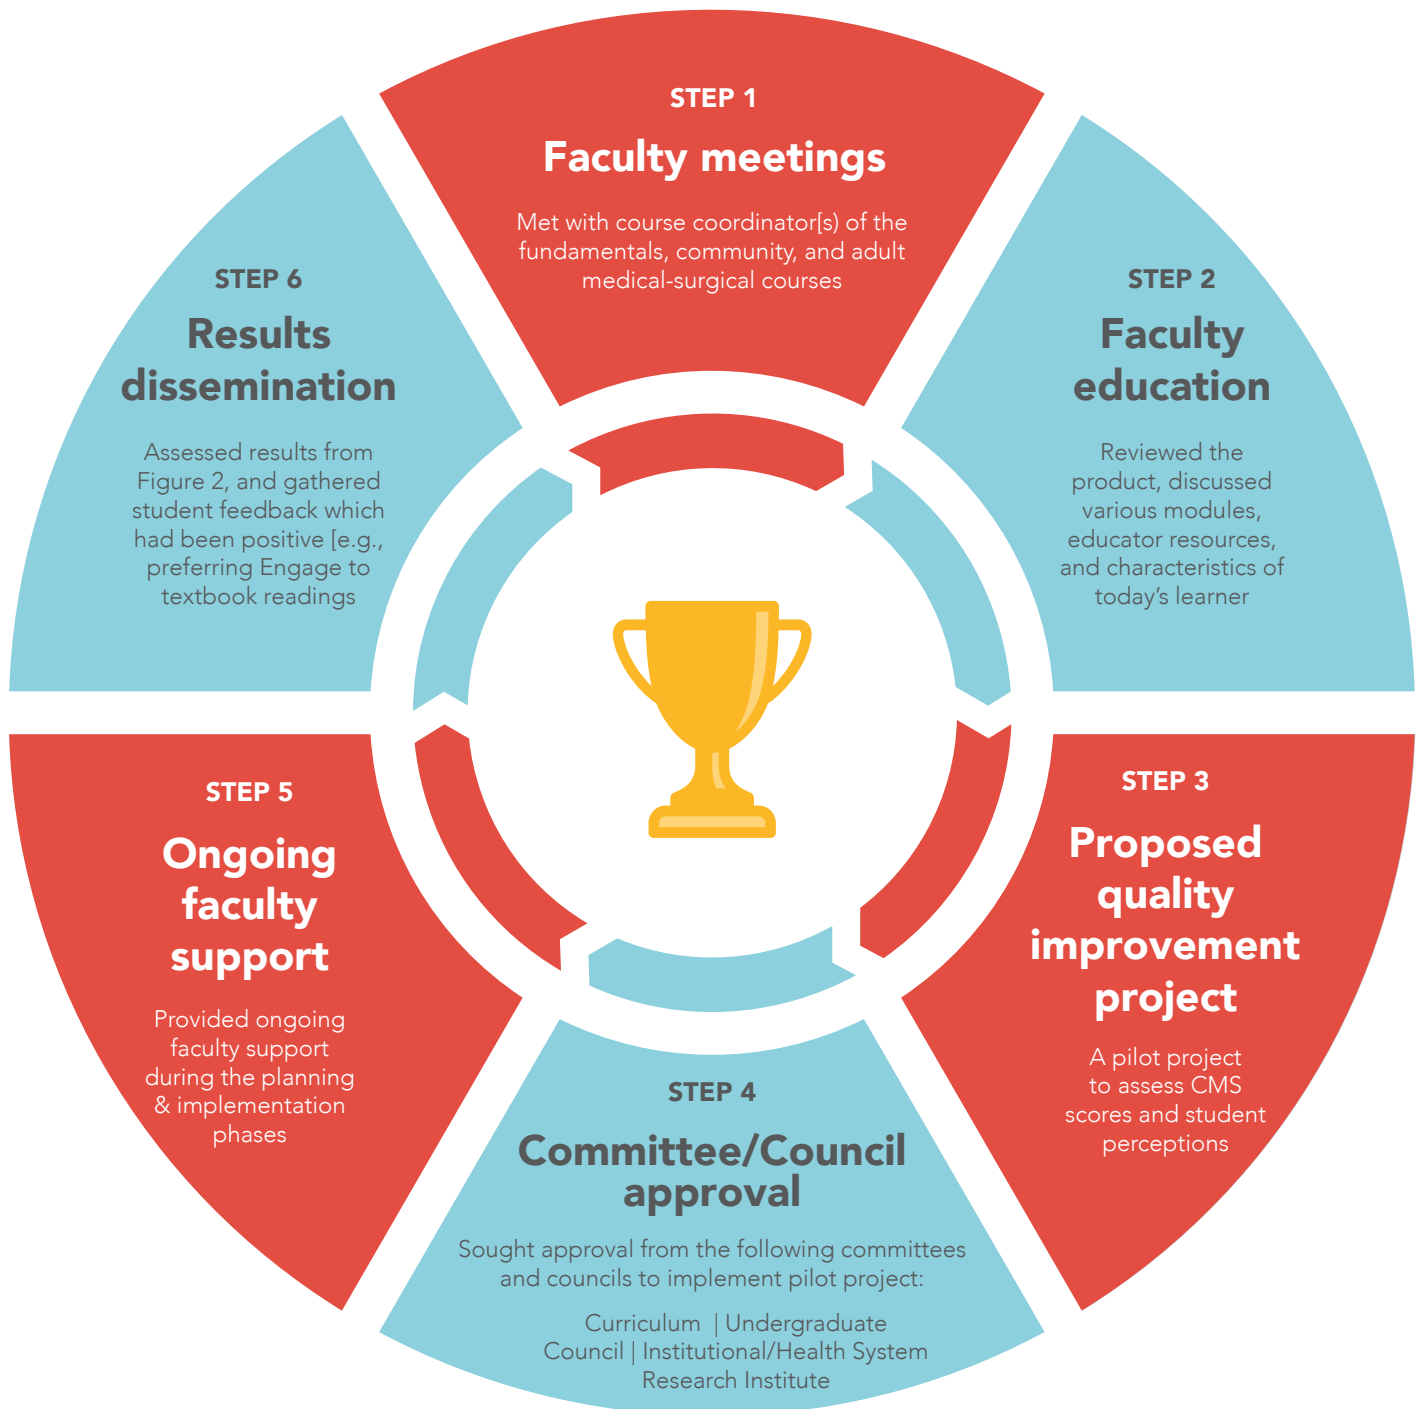 STEP 1
Faculty meetings
Met with course coordinator[s) of the
fundamentals, community, and adult
medical-surgical courses
STEP 2
Faculty
education
Reviewed the
product, discussed
various modules,
educator resources,
and characteristics of
today’s learner
STEP 3
Proposed
quality
improvement
project
A pilot project
to assess CMS
scores and student
perceptions
STEP 4
Committee/Council
approval
Sought approval from the following committees
and councils to implement pilot project:
Curriculum | Undergraduate
Council | Institutional/Health System
Research Institute
STEP 5
Ongoing
faculty
support
Provided ongoing
faculty support
during the planning
& implementation
phases
STEP 6
Results
dissemination
Assessed results from
Figure 2, and gathered
student feedback which
had been positive [e.g.,
preferring Engage to
textbook readings